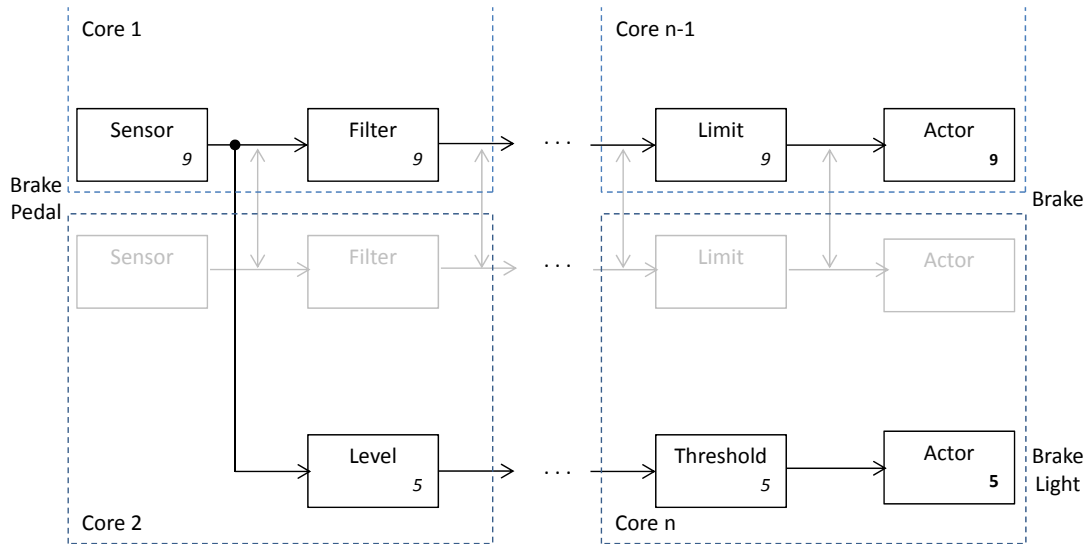 Core 1
Core n-1
Sensor
9
Filter
9
. . .
Limit
9
Actor
9
Brake
Pedal
Brake
Sensor
Filter
. . .
Limit
Actor
Level
5
. . .
Threshold
5
Actor
5
Brake
Light
Core 2
Core n